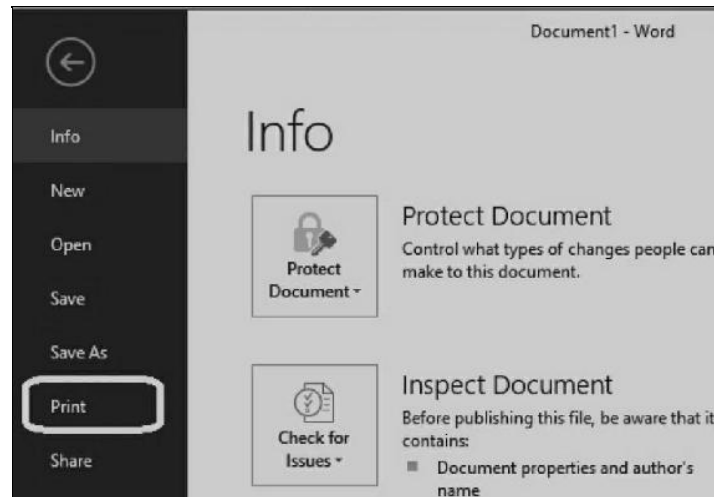 Document1 - Word
Info
New
Open
Save
Save As
Print
Share
Info
Protect
Document
Protect Document
Control what types of changes people can
make to this document.
Check for
Issues
Inspect Document
Before publishing this file, be aware that it
contains:
Document properties and author's
name